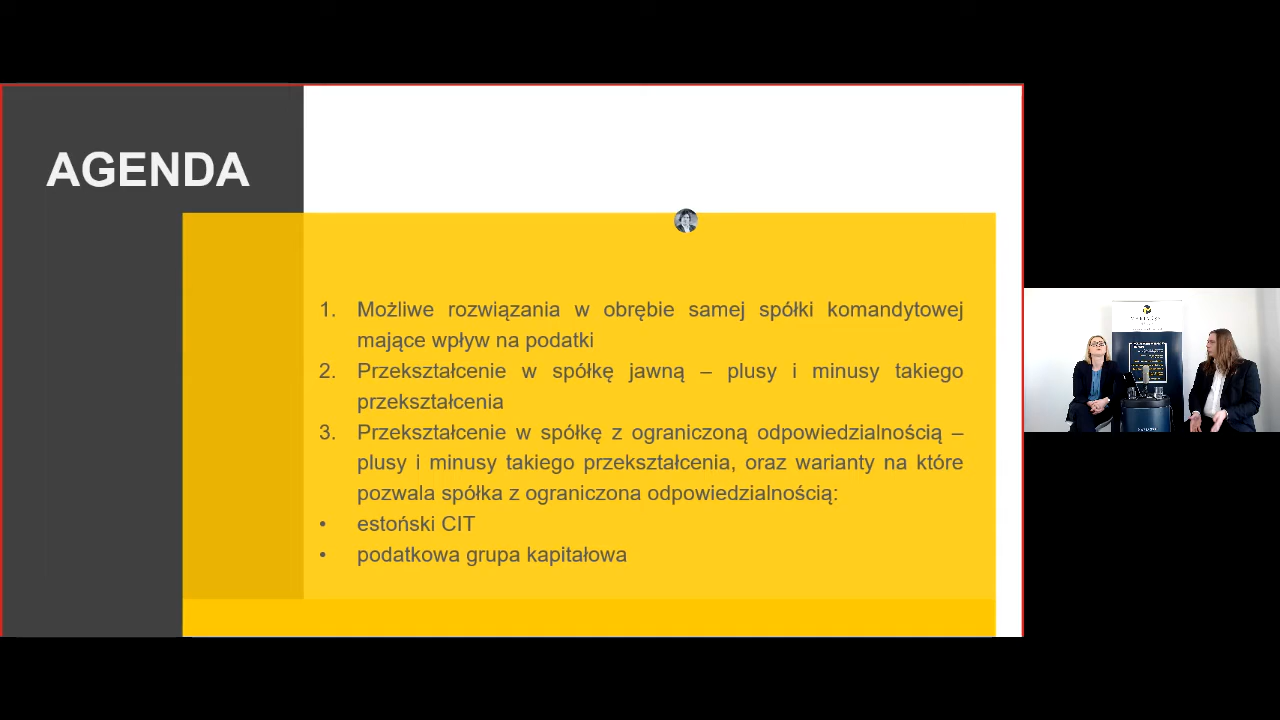 AGENDA
1. Możliwe rozwiązania w obrębie samej spółki komandytowej
mające wpływ na podatki
2. Przekształcenie w spółkę jawną – plusy i minusy takiego
przekształcenia
3. Przekształcenie w spółkę z ograniczoną odpowiedzialnością –
plusy i minusy takiego przekształcenia, oraz warianty na które
pozwala spółka z ograniczona odpowiedzialnością:
• estoński CIT
• podatkowa grupa kapitałowa